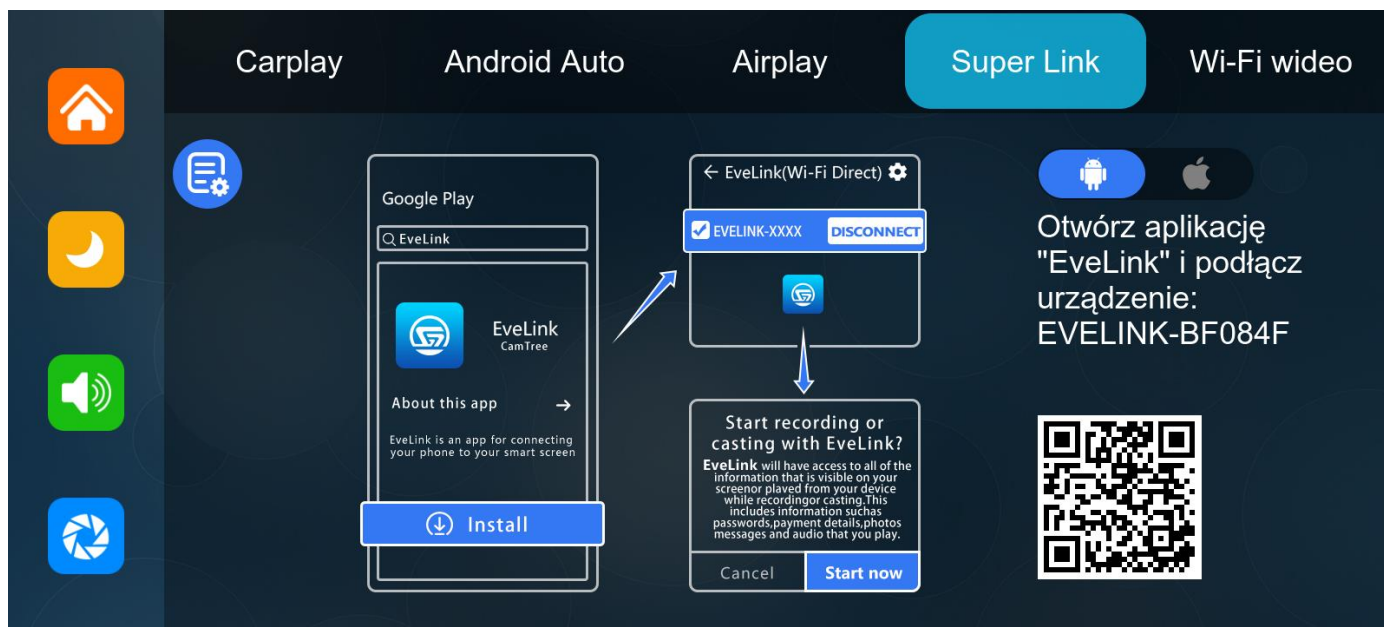 Carplay
Android Auto
Airplay
Super Link
Wi-Fi wideo
Google Play
EveLink
EveLink
CamTree
About this app
EveLink is an app for connecting
your phone to your smart screen
Install
EveLink(Wi-Fi Direct)
EVELINK-XXXX
DISCONNECT
Start recording or
casting with EveLink?
EveLink will have access to all of the
information that is visible on your
screenor plaved from your device
while recordingor casting.This
includes information suchas
passwords,payment details,photos
messages and audio that you play.
Cancel
Start now
Otwórz aplikację
"EveLink" i podłącz
urządzenie:
EVELINK-BF084F